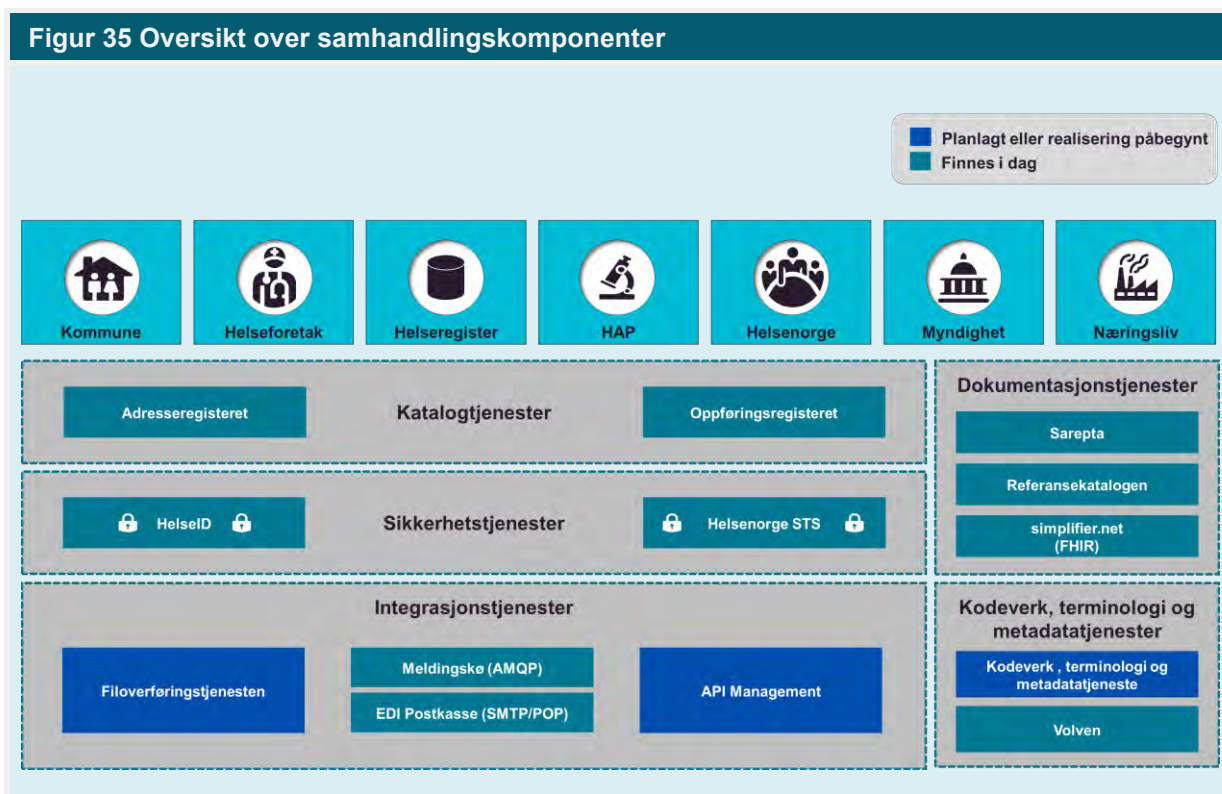 Figur 35 Oversikt over samhandlingskomponenter
Planlagt eller realisering påbegynt
Finnes i dag
Kommune
Helseforetak
Helseregister
HAP
Helsenorge
Myndighet
Næringsliv
Adresseregisteret
Katalogtjenester
Oppføringsregisteret
HelseID
Sikkerhetstjenester
Helsenorge STS
Integrasjonstjenester
Filoverføringstjenesten
Meldingskø (AMQP)
EDI Postkasse (SMTP/POP)
API Management
Dokumentasjonstjenester
Sarepta
Referansekatalogen
simplifier.net
(FHIR)
Kodeverk, terminologi og
metadatatjenester
Kodeverk , terminologi og
metadatatjeneste
Volven